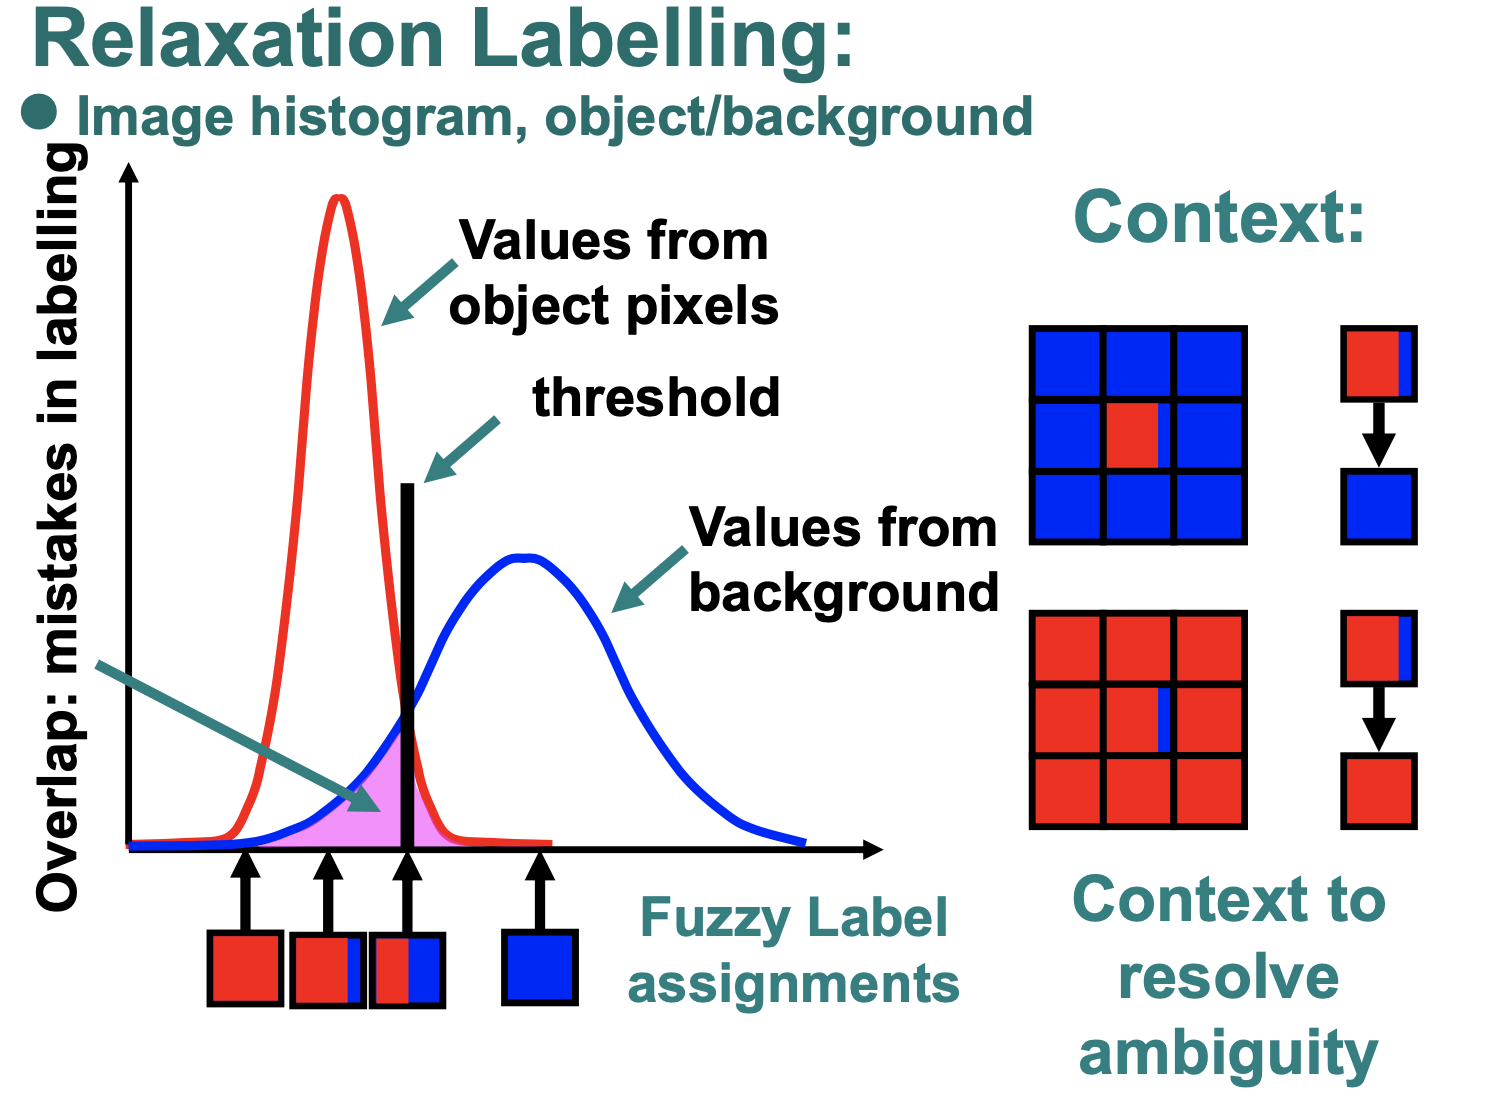 Relaxation Labelling:
● Image histogram, object/background
Overlap: mistakes in labelling
Values from
object pixels
threshold
Values from
background
Fuzzy Label
assignments
Context:
Context to
resolve
ambiguity